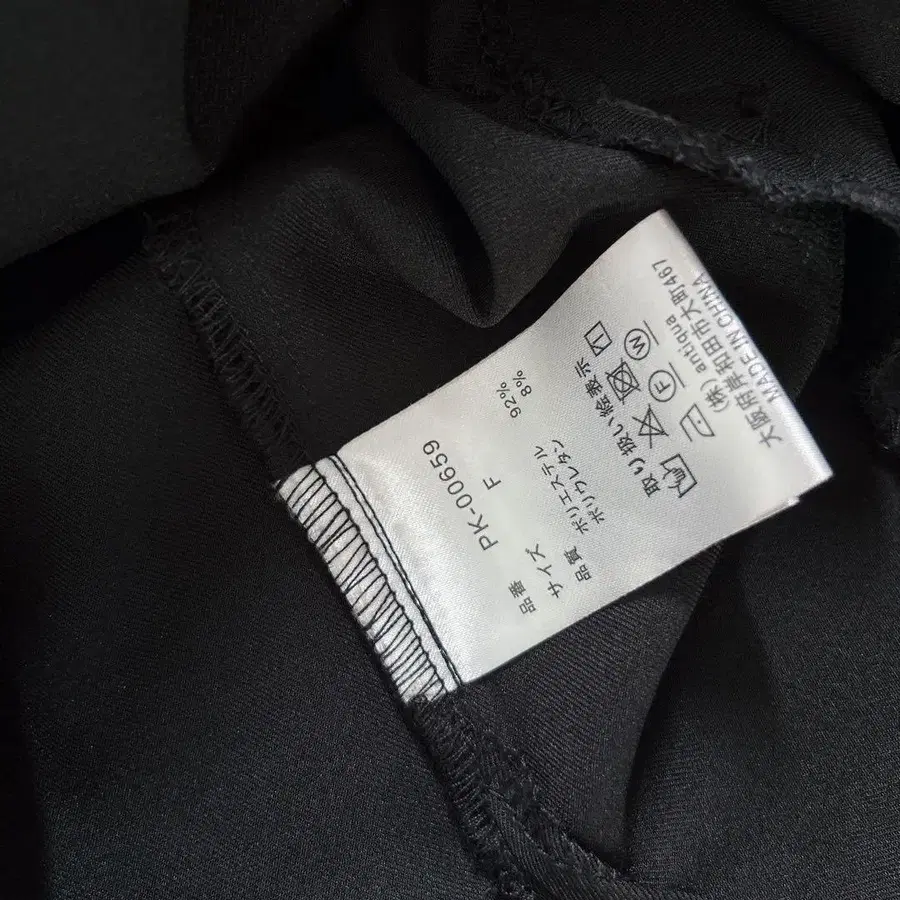 品番 PK-00659
サイズ F
品質 ポリエステル 92%
ポリウレタン 8%
取り扱い絵表示
W
F W
(株) antiqua
大阪府岸和田市大町467
MADE IN CHINA